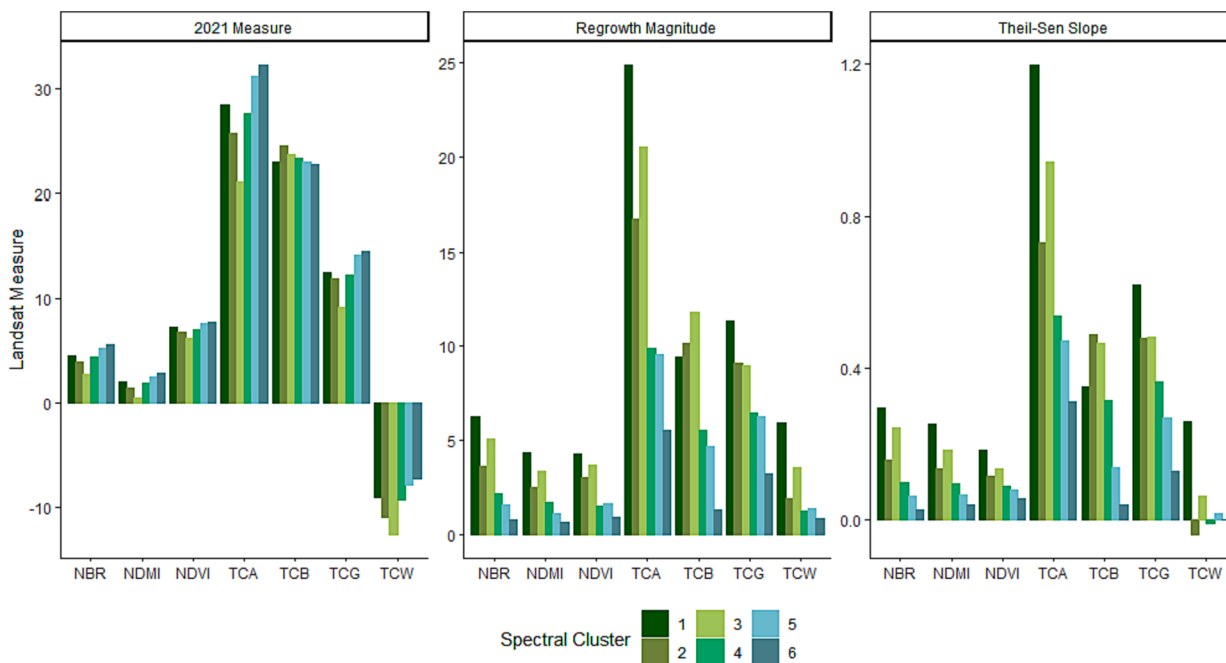 2021 Measure
Regrowth Magnitude
Theil-Sen Slope
Landsat Measure
30
20
10
0
-10
NBR NDMI NDVI TCA TCB TCG TCW
25
20
15
10
5
0
NBR NDMI NDVI TCA TCB TCG TCW
1.2
0.8
0.4
0.0
NBR NDMI NDVI TCA TCB TCG TCW
Spectral Cluster
1 3 5
2 4 6